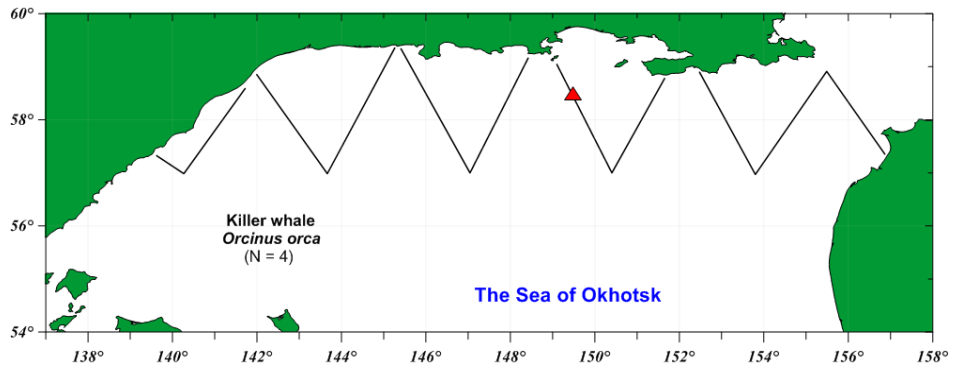 60°
58°
56°
54°
Killer whale
Orcinus orca
(N = 4)
The Sea of Okhotsk
138° 140° 142° 144° 146° 148° 150° 152° 154° 156° 158°